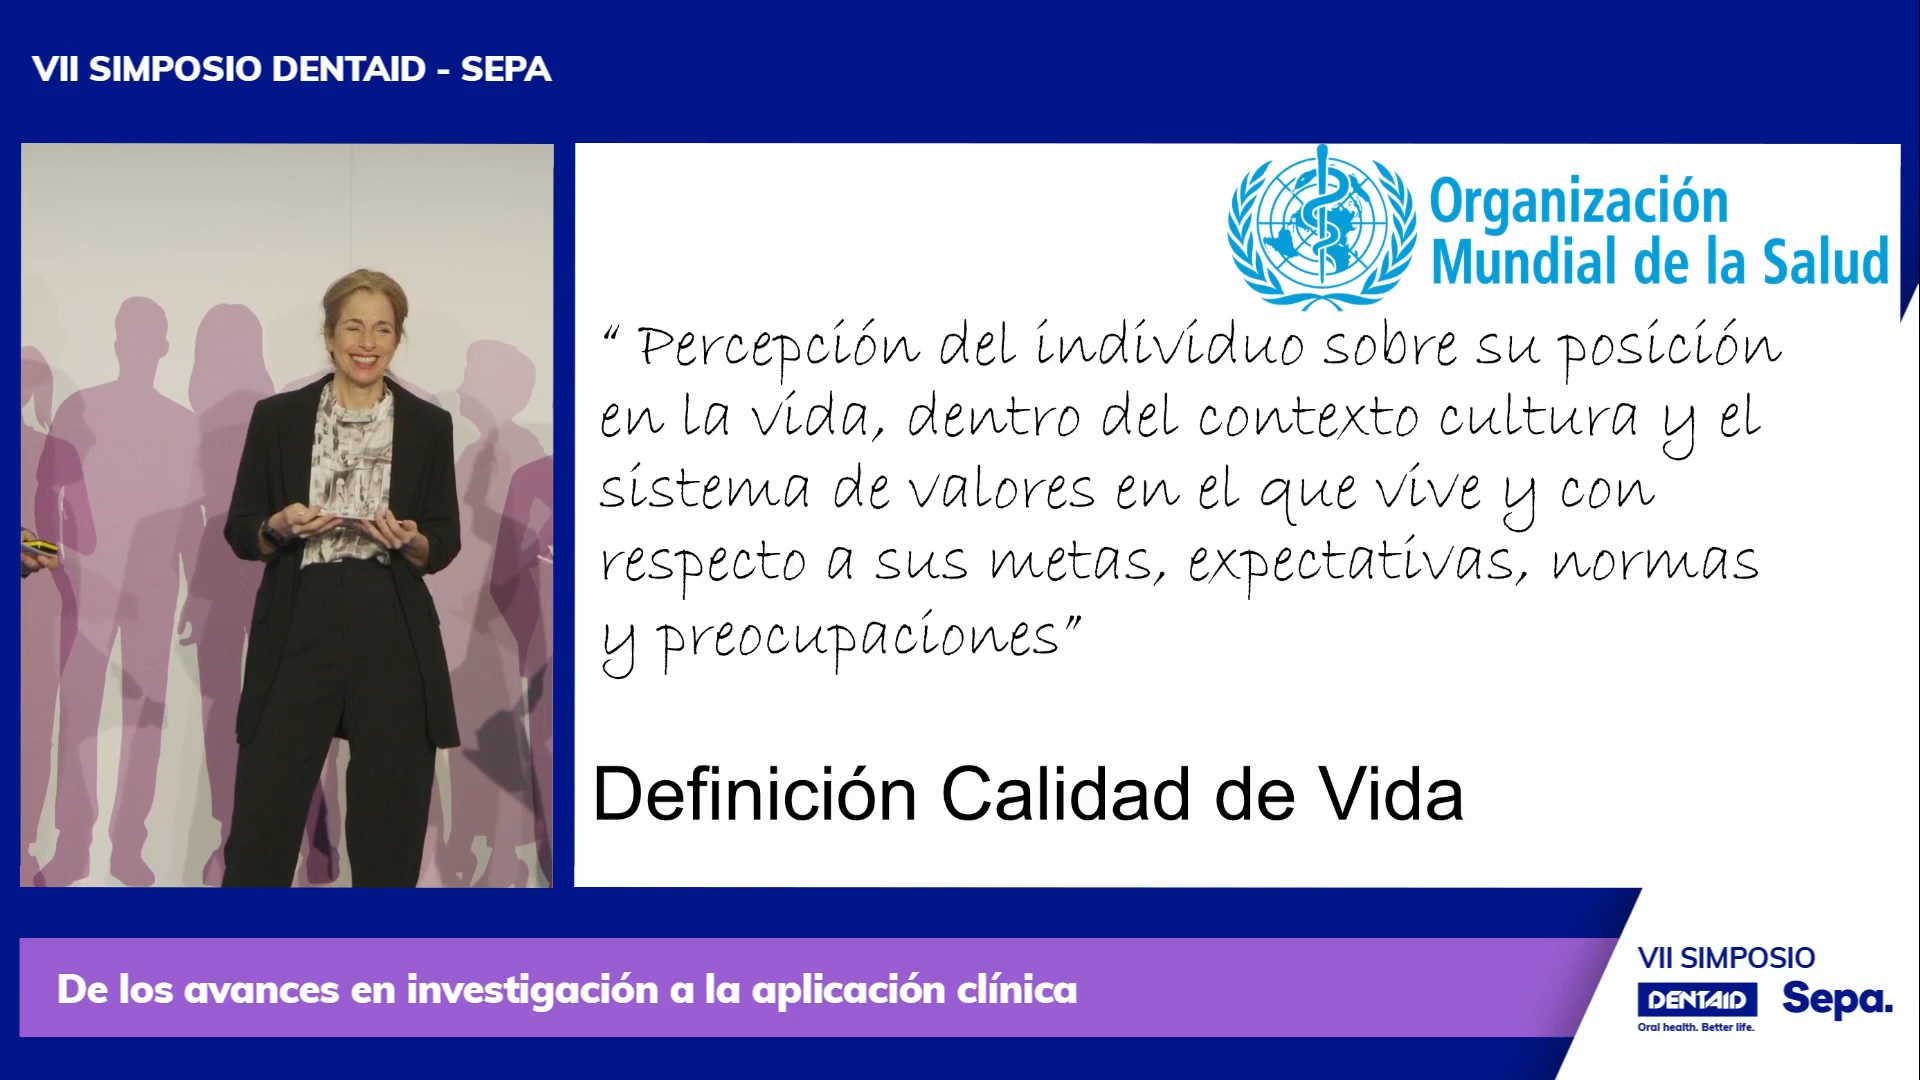 VII SIMPOSIO DENTAID - SEPA
Organización
Mundial de la Salud
“ Percepción del individuo sobre su posición
en la vida, dentro del contexto cultura y el
sistema de valores en el que vive y con
respecto a sus metas, expectativas, normas
y preocupaciones”
Definición Calidad de Vida
De los avances en investigación a la aplicación clínica
VII SIMPOSIO
DENTAID Sepa.
Oral health. Better life.